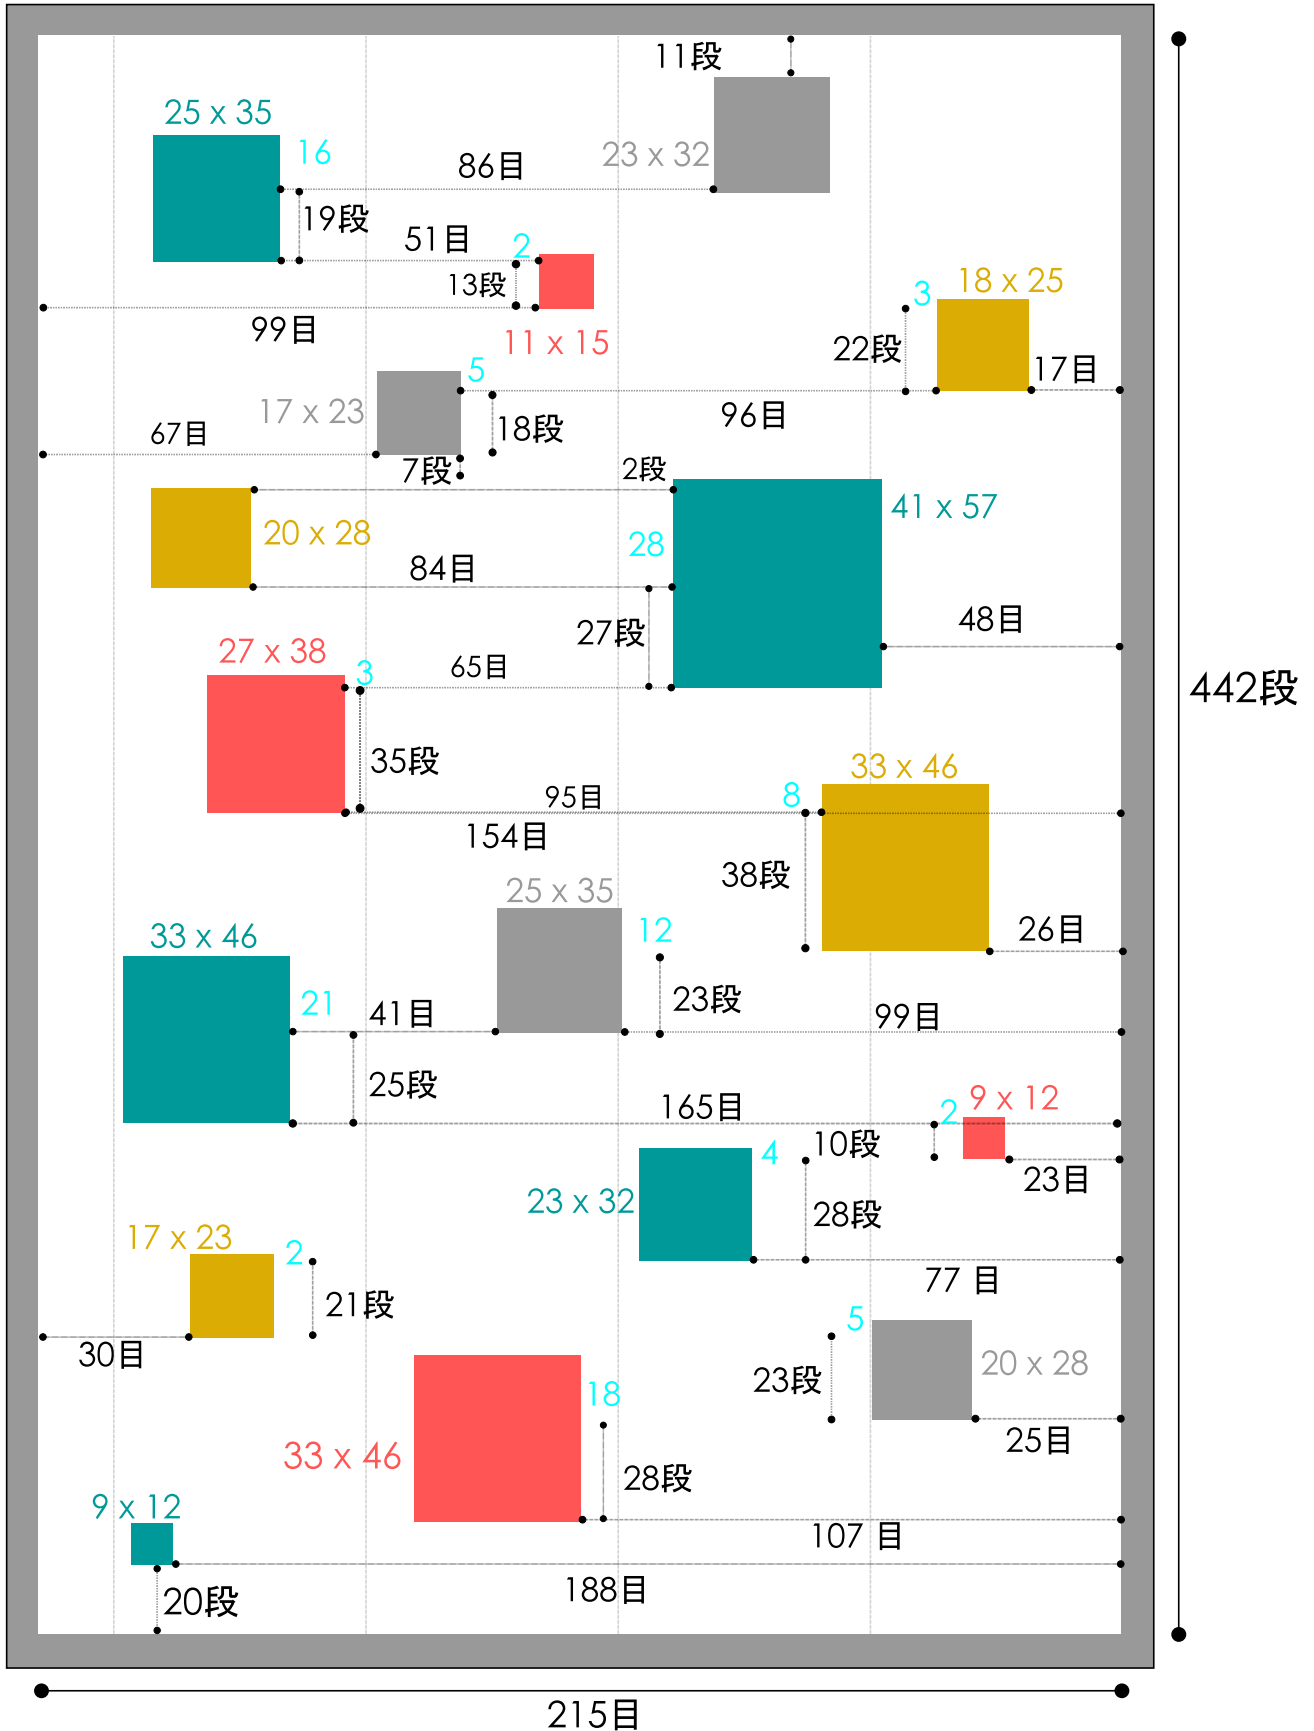 11段
25 x 35
16
23 x 32
86目
19段
51目
2
13段
18 x 25
3
99目
11 x 15
22段
17目
5
17 x 23
96目
67目
18段
7段
2段
41 x 57
20 x 28
28
84目
48目
27段
27 x 38
3
65目
442段
35段
33 x 46
95目
8
154目
38段
25 x 35
33 x 46
12
26目
21
41目
23段
99目
25段
9 x 12
165目
2
4
10段
23目
23 x 32
28段
17 x 23
2
77 目
21段
30目
5
20 x 28
23段
18
25目
33 x 46
28段
9 x 12
107 目
188目
20段
215目